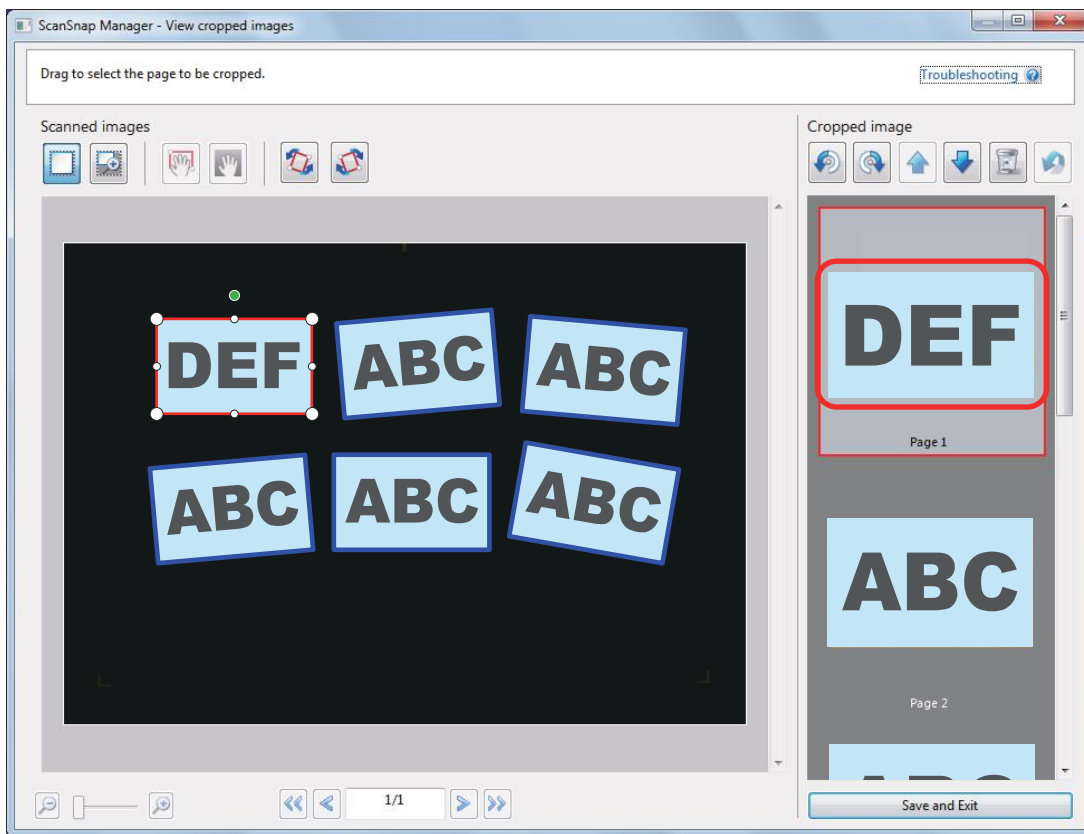 ScanSnap Manager - View cropped images
Drag to select the page to be cropped.
Troubleshooting
Scanned images
Cropped image
DEF
ABC
ABC
ABC
ABC
ABC
DEF
Page 1
ABC
Page 2
1/1
Save and Exit